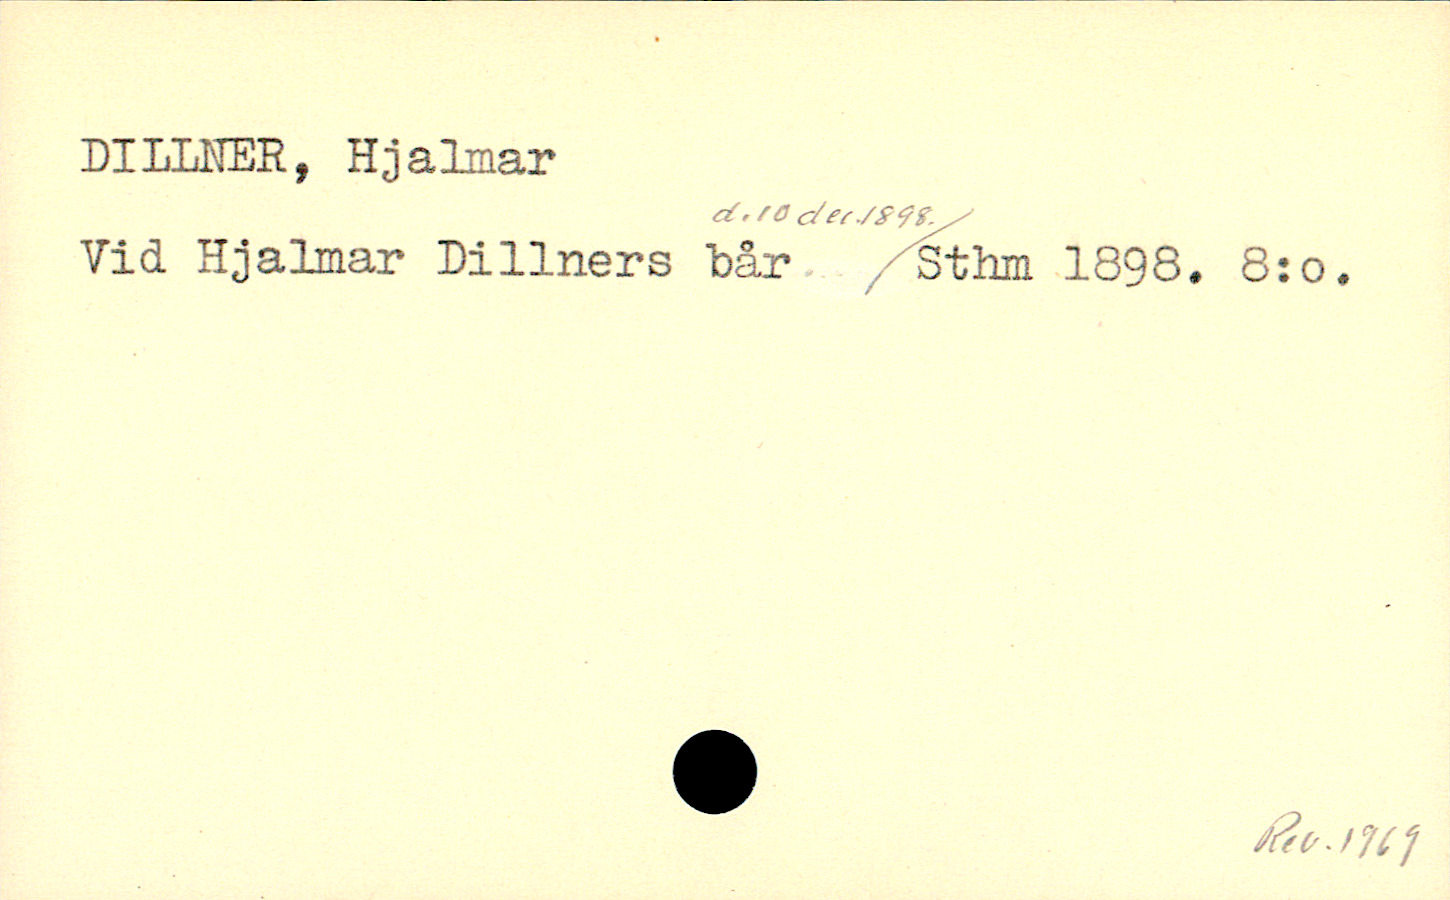 DILLNER, Hjalmar
d. 10 dec. 1898.
Vid Hjalmar Dillners bår. / Sthm 1898. 8:o.
Rev. 1969